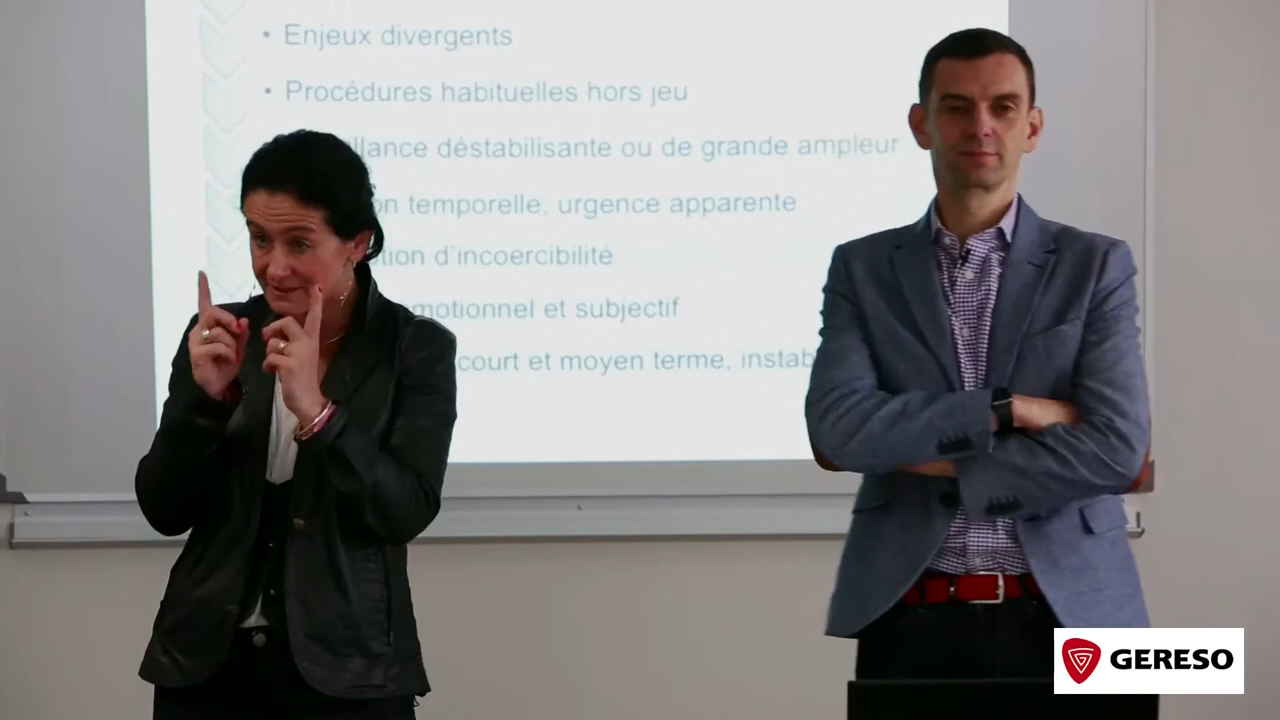 • Enjeux divergents
• Procédures habituelles hors jeu
llance déstabilisante ou de grande ampleur
on temporelle, urgence apparente
tion d'incoercibilité
motionnel et subjectif
court et moyen terme, instab
GERESO